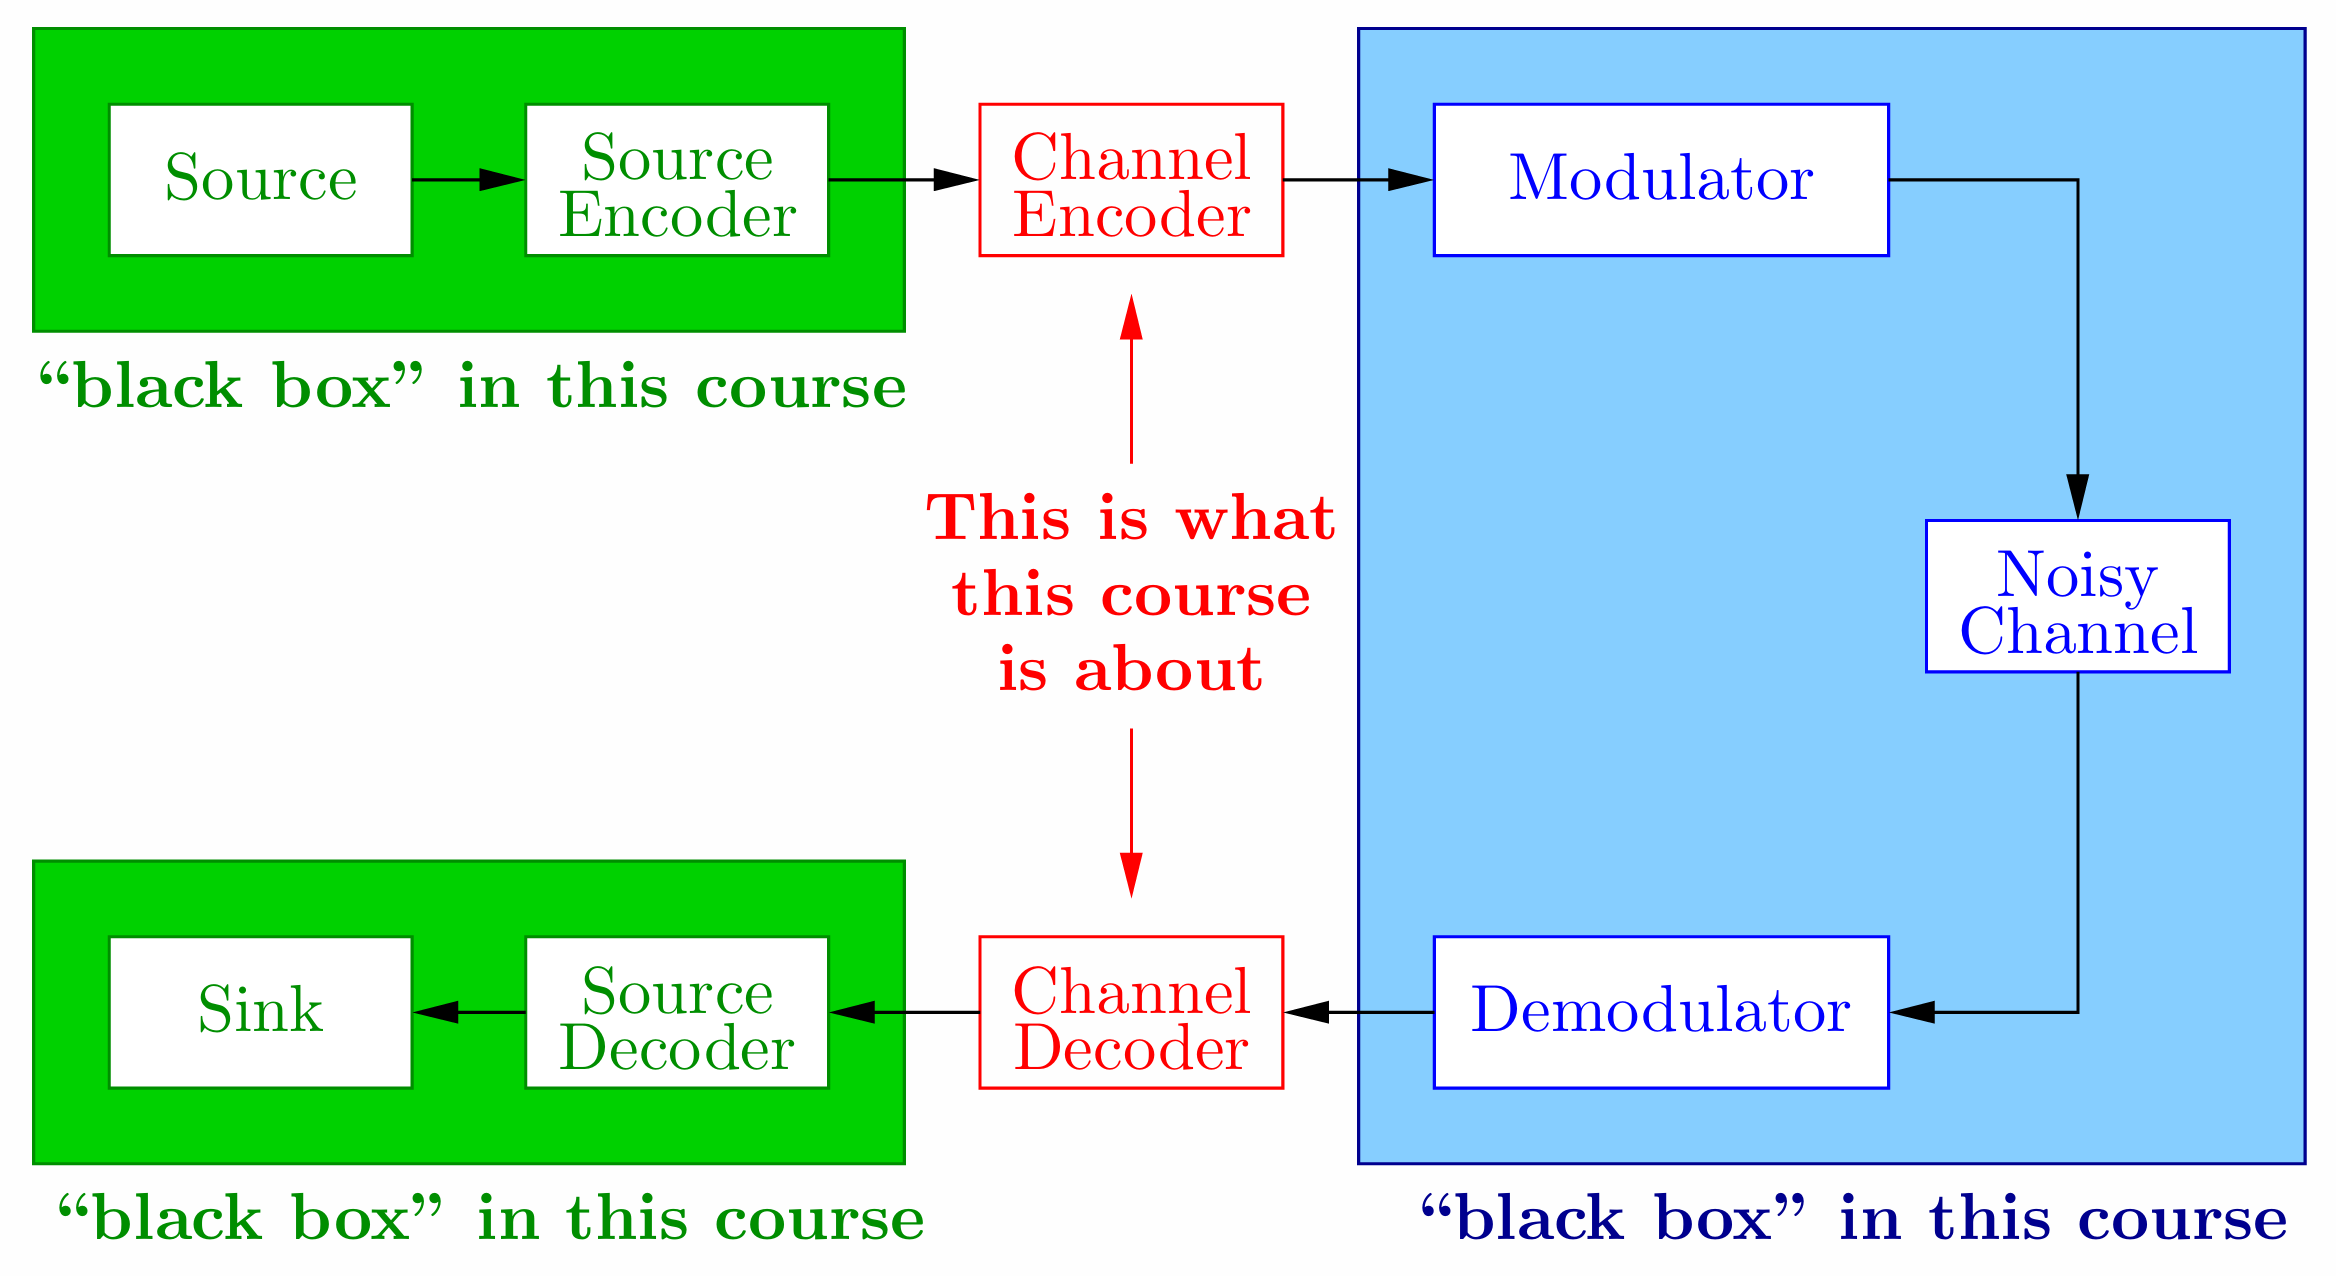 Source
Source
Encoder
Channel
Encoder
Modulator
“black box” in this course
This is what
this course
is about
Noisy
Channel
Sink
Source
Decoder
Channel
Decoder
Demodulator
“black box” in this course
“black box” in this course